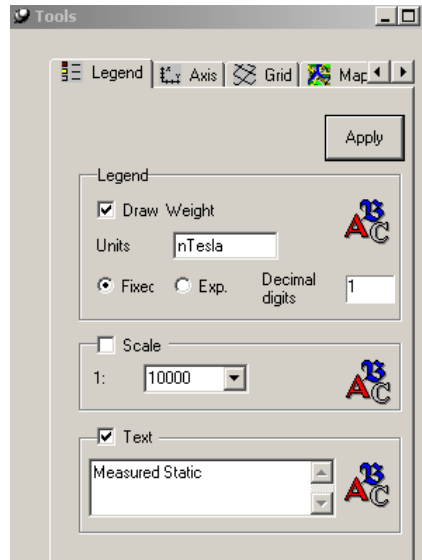 Tools
Legend Axis Grid Map
Apply
Legend
Draw Weight
Units nTesla
Fixec Exp. Decimal digits 1
Scale
1: 10000
Text
Measured Static